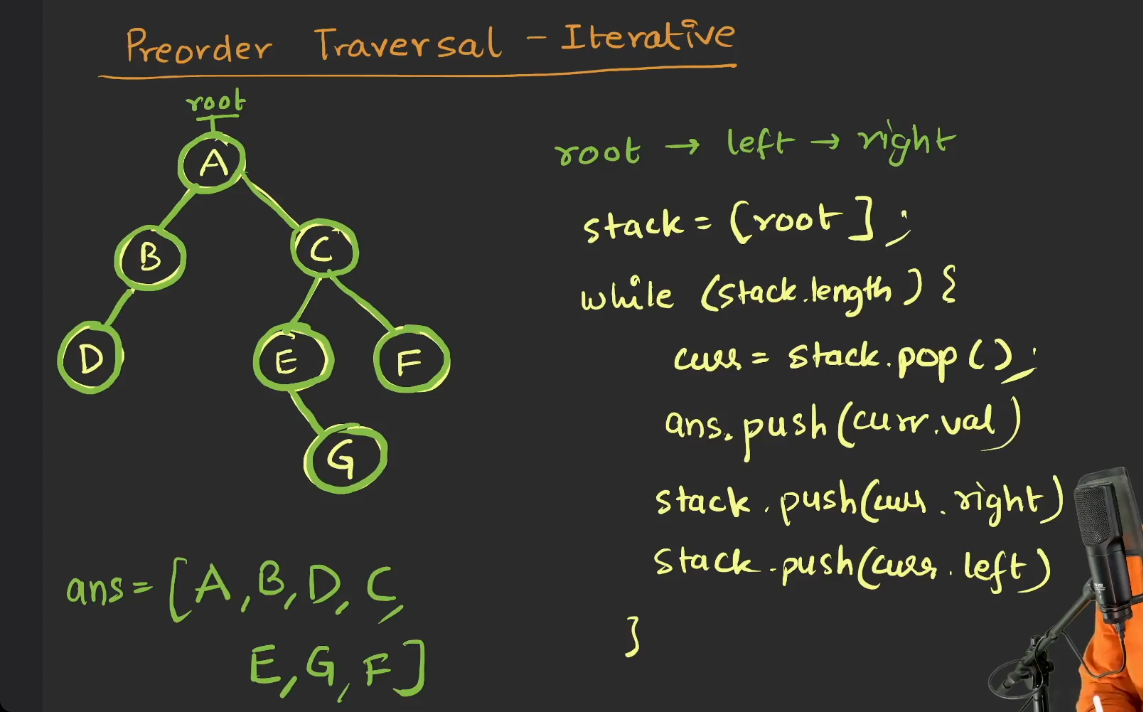 Preorder Traversal - Iterative
root
A
B
C
D
E
F
G
ans = [A, B, D, C,
E, G, F]
root → left → right
stack = [root];
while (stack.length) {
curr = stack.pop();
ans.push(curr.val)
stack.push(curr.right)
stack.push(curr.left)
}